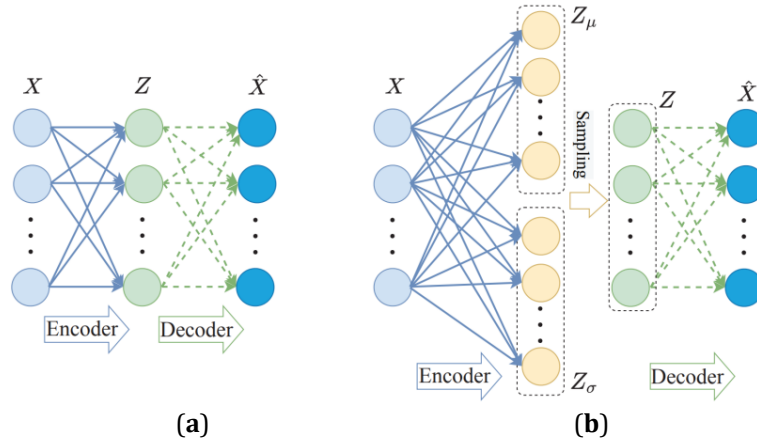 X Z X̂
Encoder Decoder
(a)
X Z_μ
Sampling
Z X̂
Encoder Z_σ Decoder
(b)